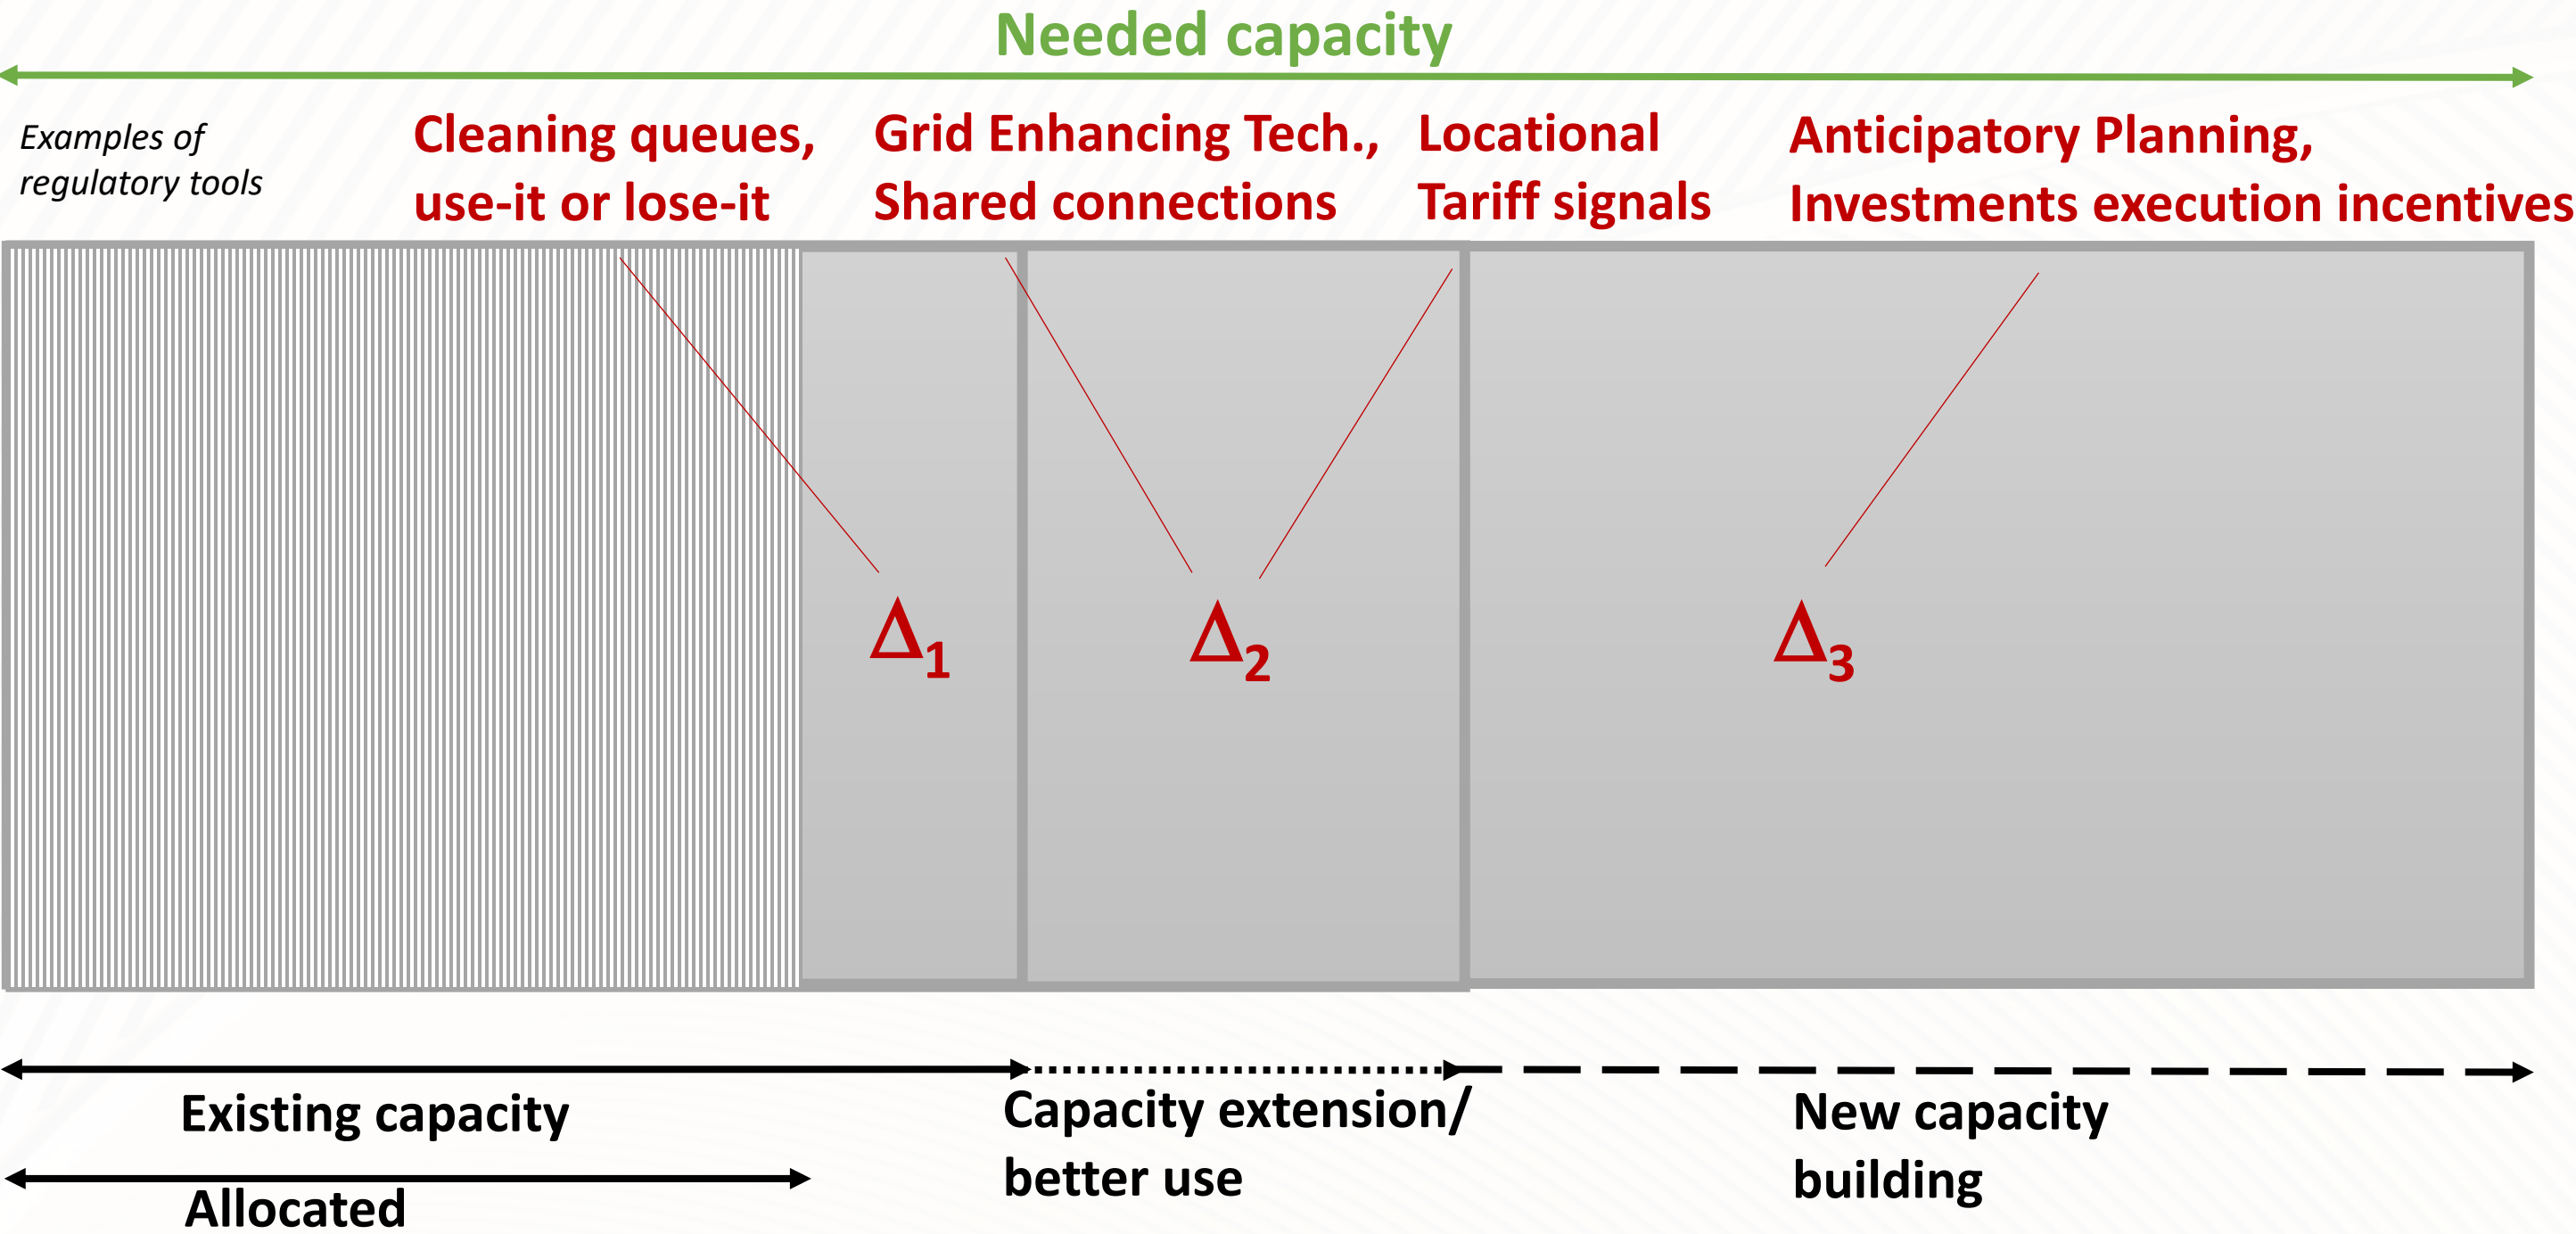 Needed capacity
Examples of
regulatory tools
Cleaning queues,
use-it or lose-it
Grid Enhancing Tech.,
Shared connections
Locational
Tariff signals
Anticipatory Planning,
Investments execution incentives
Δ1
Δ2
Δ3
Existing capacity
Allocated
Capacity extension/
better use
New capacity
building